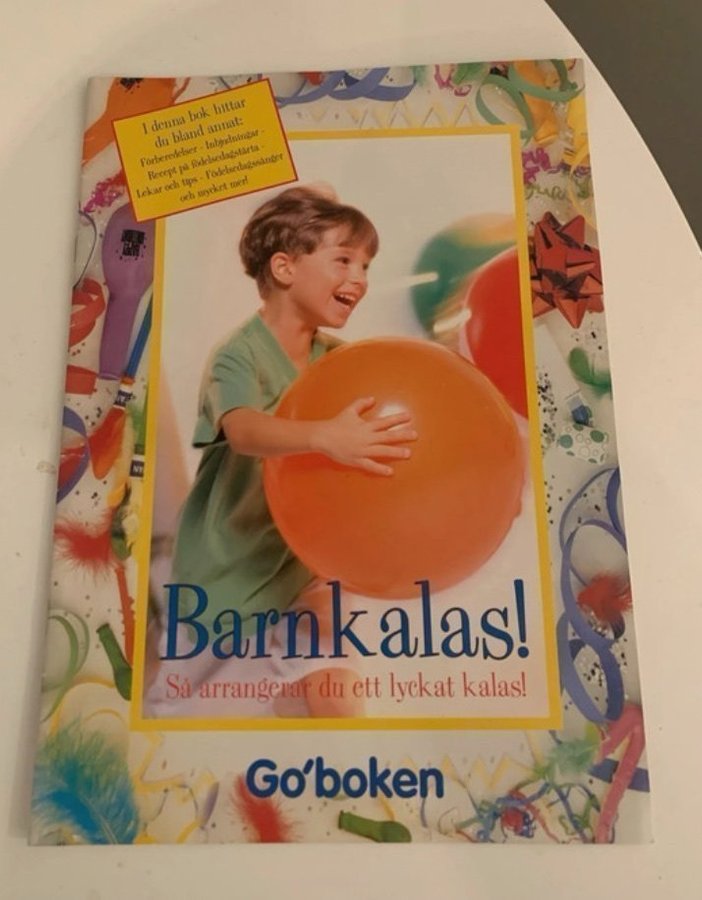 I denna bok hittar
du bland annat:
Förberedelser - Inbjudningar -
Recept på födelsedagstårta -
Lekar och tips - Födelsedagssånger
och mycket mer!
Barnkalas!
Så arrangerar du ett lyckat kalas!
Go'boken